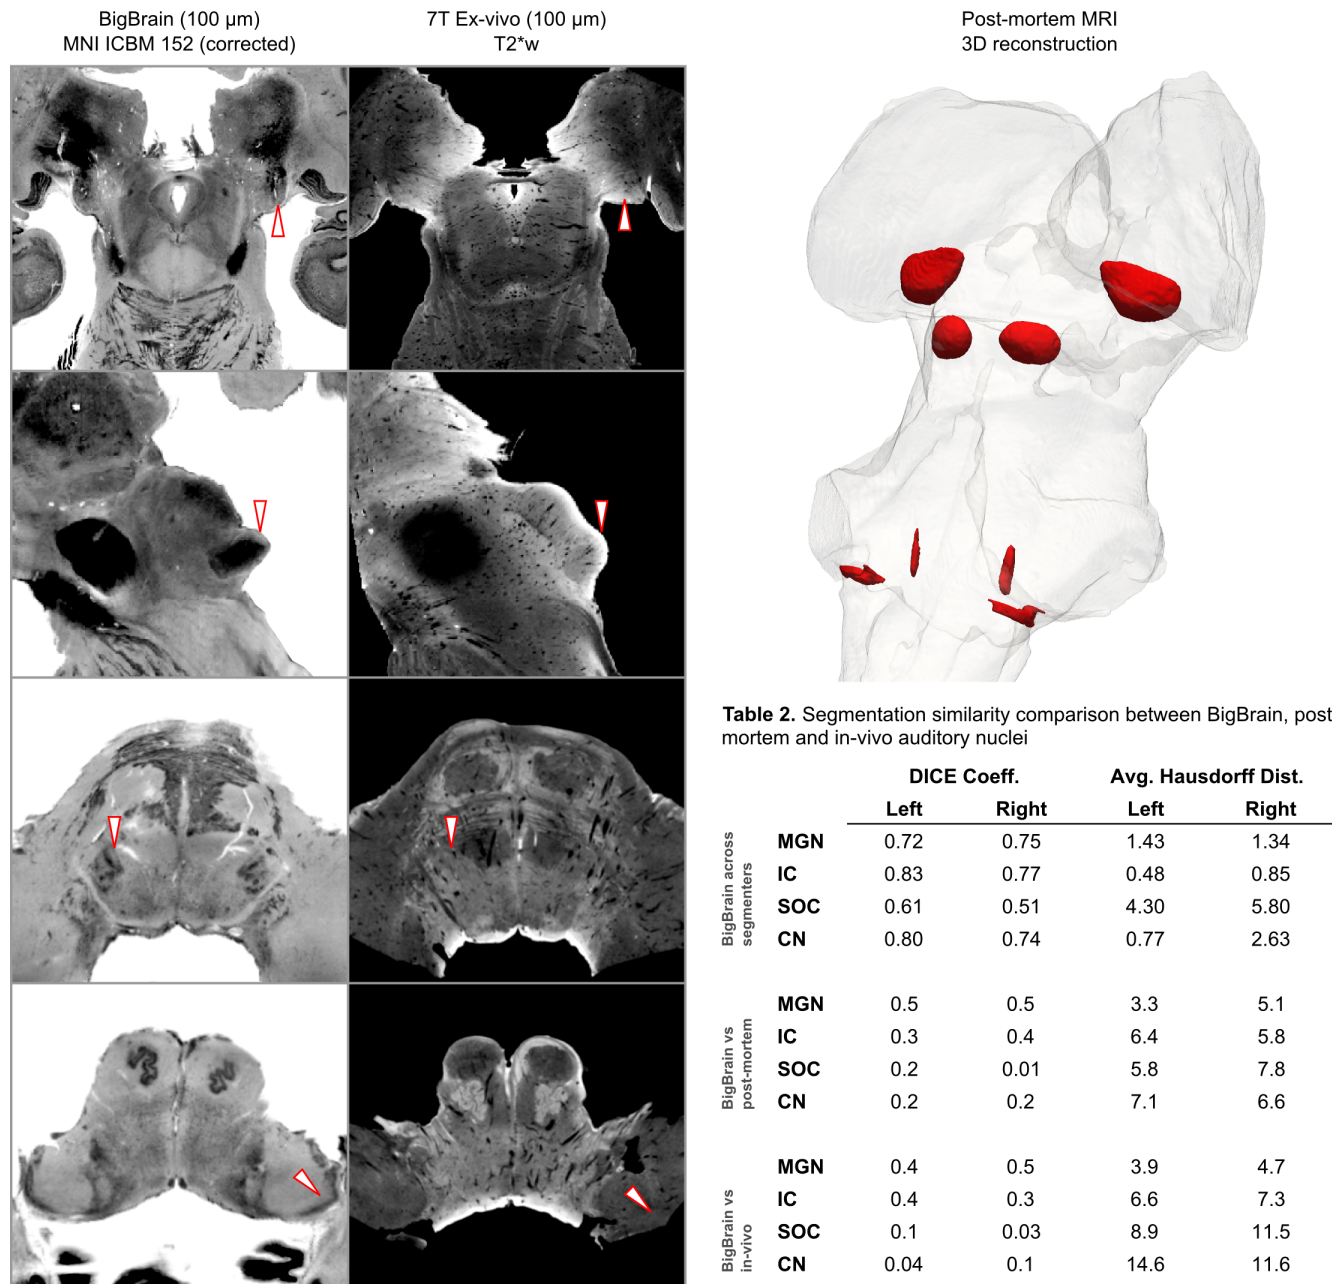 BigBrain (100 µm)
MNI ICBM 152 (corrected)
7T Ex-vivo (100 µm)
T2*w
Post-mortem MRI
3D reconstruction
Table 2. Segmentation similarity comparison between BigBrain, post
mortem and in-vivo auditory nuclei
DICE Coeff. Avg. Hausdorff Dist.
Left Right Left Right
BigBrain across
segmenters
MGN 0.72 0.75 1.43 1.34
IC 0.83 0.77 0.48 0.85
SOC 0.61 0.51 4.30 5.80
CN 0.80 0.74 0.77 2.63
BigBrain vs
post-mortem
MGN 0.5 0.5 3.3 5.1
IC 0.3 0.4 6.4 5.8
SOC 0.2 0.01 5.8 7.8
CN 0.2 0.2 7.1 6.6
BigBrain vs
in-vivo
MGN 0.4 0.5 3.9 4.7
IC 0.4 0.3 6.6 7.3
SOC 0.1 0.03 8.9 11.5
CN 0.04 0.1 14.6 11.6